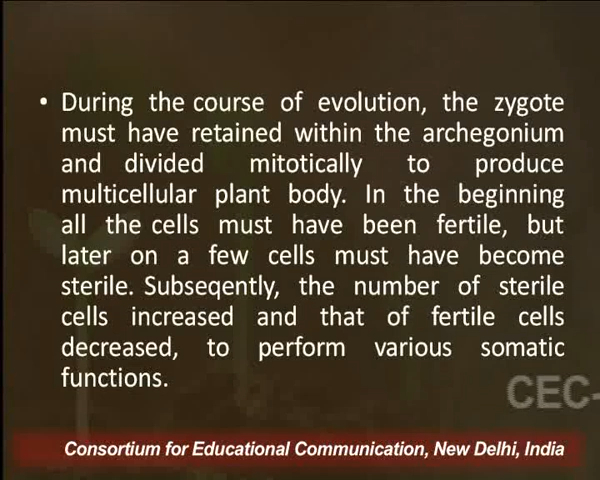 • During the course of evolution, the zygote
must have retained within the archegonium
and divided mitotically to produce
multicellular plant body. In the beginning
all the cells must have been fertile, but
later on a few cells must have become
sterile. Subseqently, the number of sterile
cells increased and that of fertile cells
decreased, to perform various somatic
functions.
CEC-
Consortium for Educational Communication, New Delhi, India